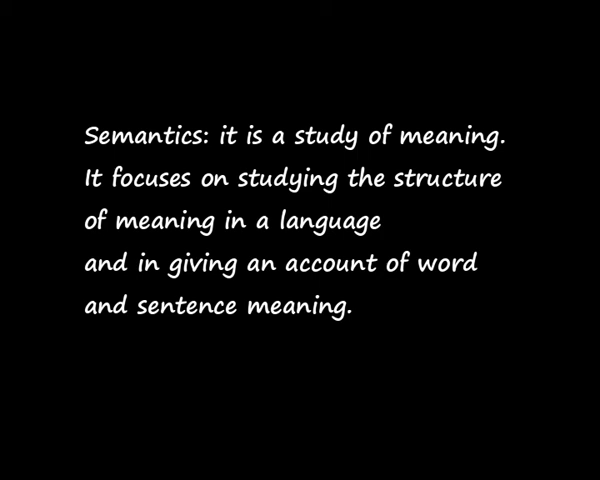 Semantics: it is a study of meaning.
It focuses on studying the structure
of meaning in a language
and in giving an account of word
and sentence meaning.